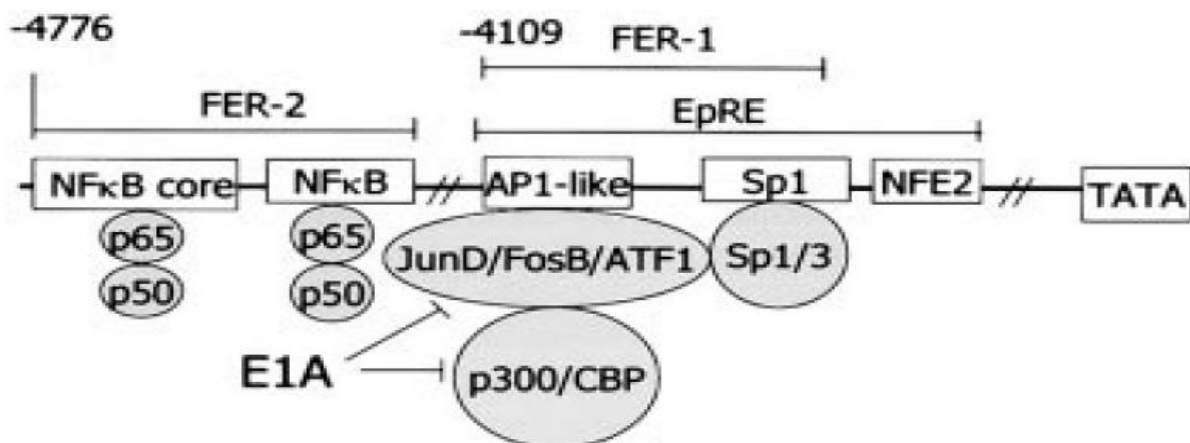 -4776
-4109
FER-1
FER-2
EpRE
NFκB core
NFκB
AP1-like
Sp1
NFE2
TATA
p65
p65
JunD/FosB/ATF1
Sp1/3
p50
p50
E1A
p300/CBP